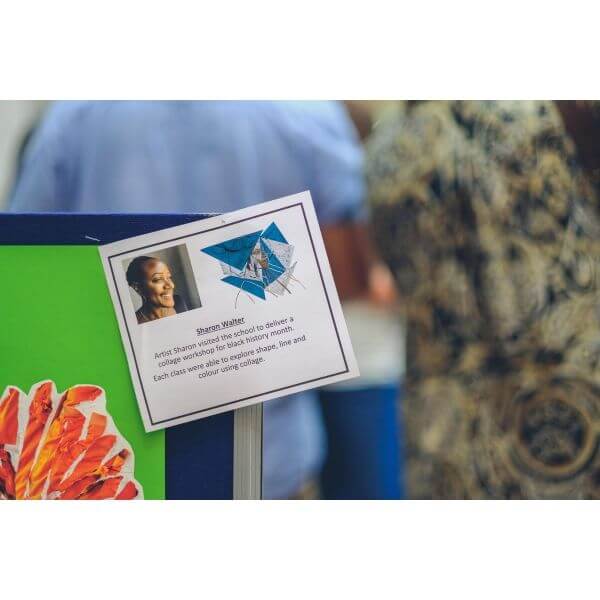 Sharon Walter
Artist Sharon visited the school to deliver a
collage workshop for black history month.
Each class were able to explore shape, line and
colour using collage.